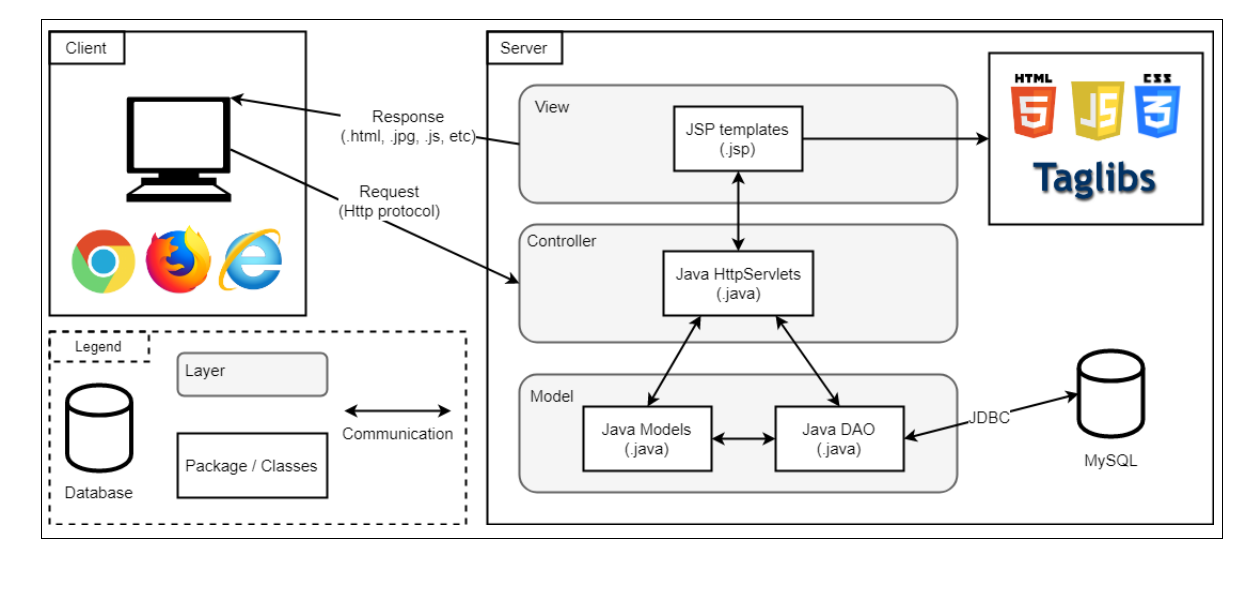 Client
Response
(.html, .jpg, .js, etc)
Request
(Http protocol)
Server
View
JSP templates
(.jsp)
HTML
5
JS
CSS
3
Taglibs
Controller
Java HttpServlets
(.java)
Model
Java Models
(.java)
Java DAO
(.java)
JDBC
MySQL
Legend
Layer
Communication
Package / Classes
Database